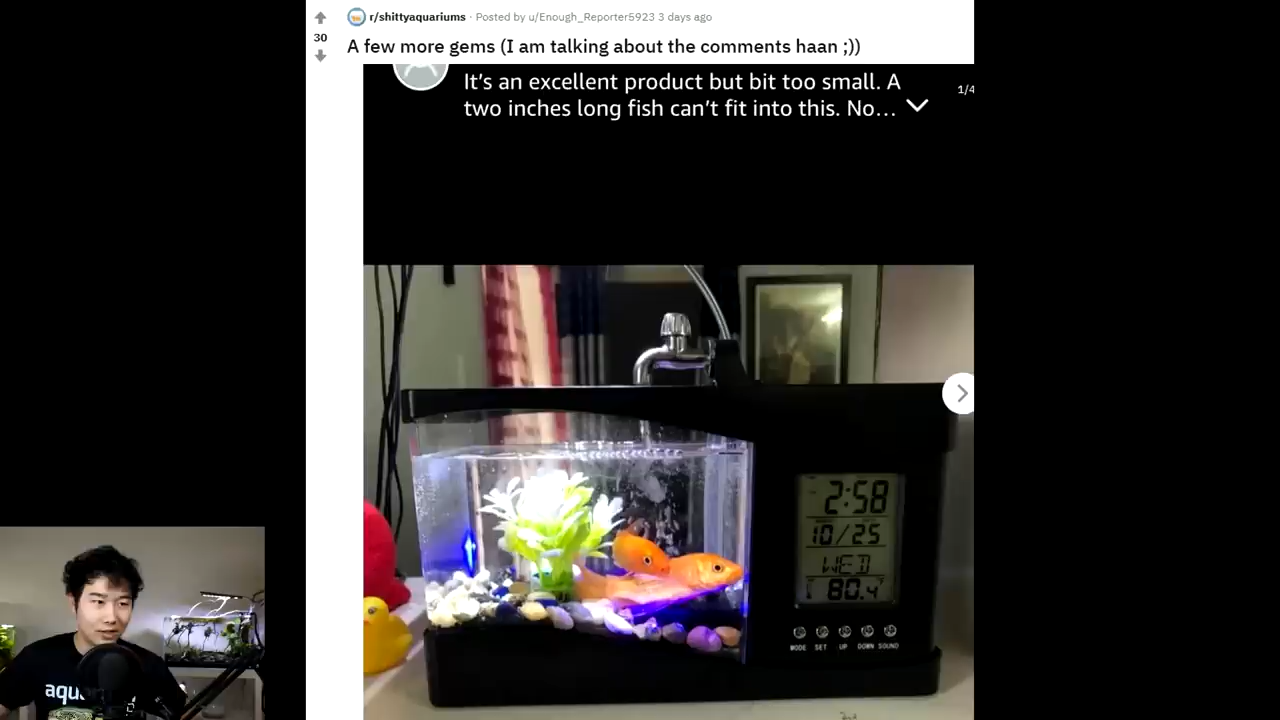 r/shittyaquariums · Posted by u/Enough_Reporter5923 3 days ago
30
A few more gems (I am talking about the comments haan ;))
It's an excellent product but bit too small. A
two inches long fish can't fit into this. No...
1/4
2:58
10/25
WED
80.4
MODE SET UP DOWN SOUND
aqu